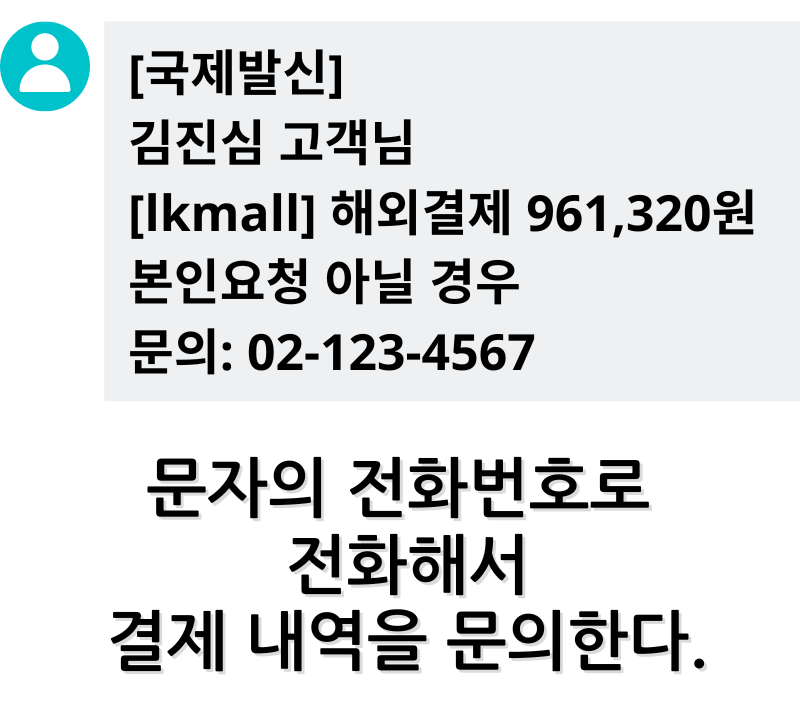 [국제발신]
김진심 고객님
[lkmall] 해외결제 961,320원
본인요청 아닐 경우
문의: 02-123-4567
문자의 전화번호로
전화해서
결제 내역을 문의한다.